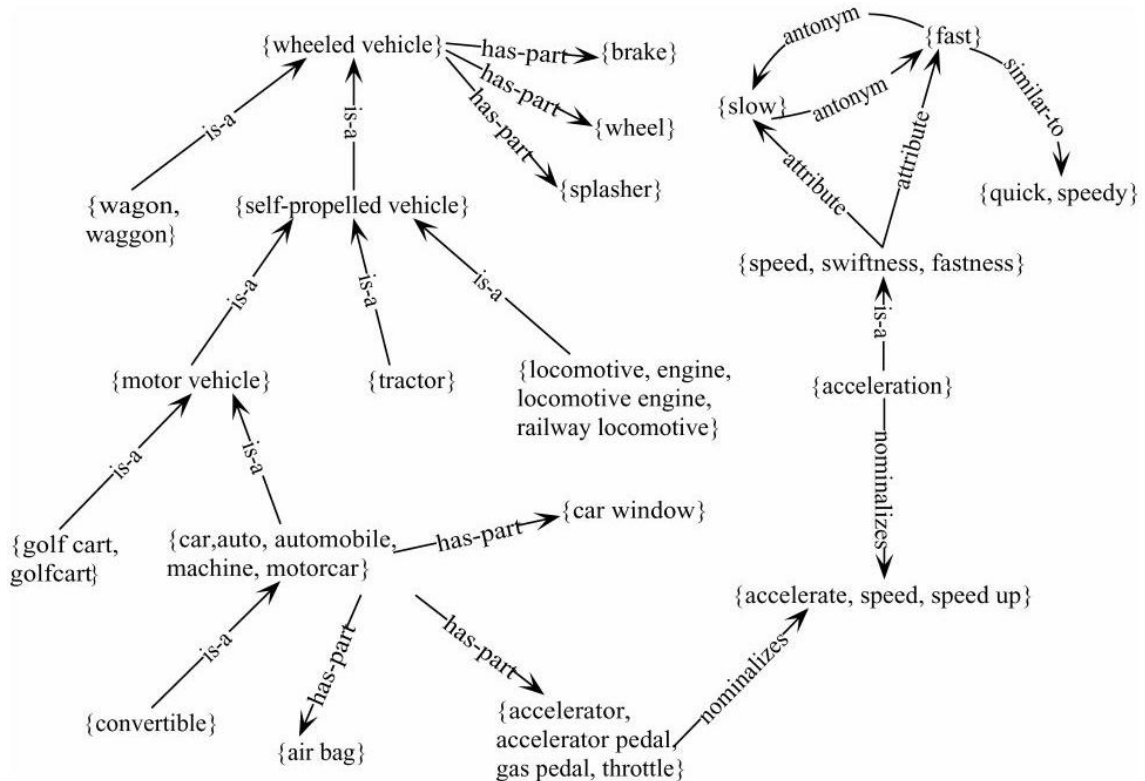 antonym
{fast}
{wheeled vehicle}
has-part
{brake}
similar-to
has-part
{slow}
antonym
is-a
is-a
has-part
{wheel}
attribute
attribute
{splasher}
{quick, speedy}
{wagon,
waggon}
{self-propelled vehicle}
{speed, swiftness, fastness}
is-a
is-a
is-a
is-a
{motor vehicle}
{tractor}
{locomotive, engine,
locomotive engine,
railway locomotive}
{acceleration}
is-a
is-a
nominalizes
{golf cart,
golfcart}
{car,auto, automobile,
machine, motorcar}
has-part
{car window}
{accelerate, speed, speed up}
is-a
has-part
has-part
nominalizes
{convertible}
{air bag}
{accelerator,
accelerator pedal,
gas pedal, throttle}